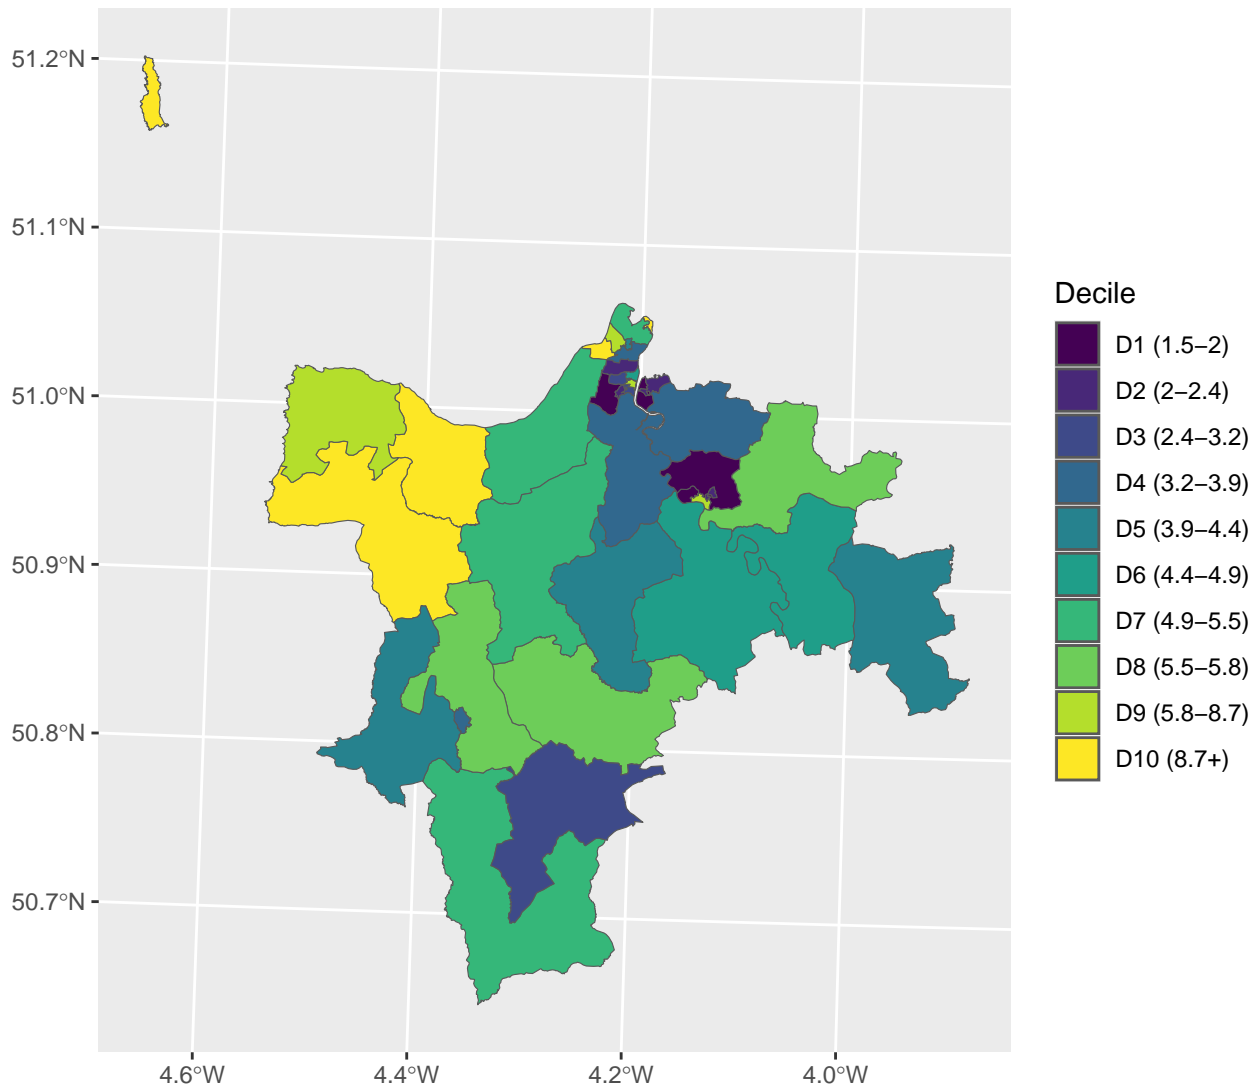 51.2°N
51.1°N
51.0°N
50.9°N
50.8°N
50.7°N
4.6°W
4.4°W
4.2°W
4.0°W
Decile
D1 (1.5–2)
D2 (2–2.4)
D3 (2.4–3.2)
D4 (3.2–3.9)
D5 (3.9–4.4)
D6 (4.4–4.9)
D7 (4.9–5.5)
D8 (5.5–5.8)
D9 (5.8–8.7)
D10 (8.7+)